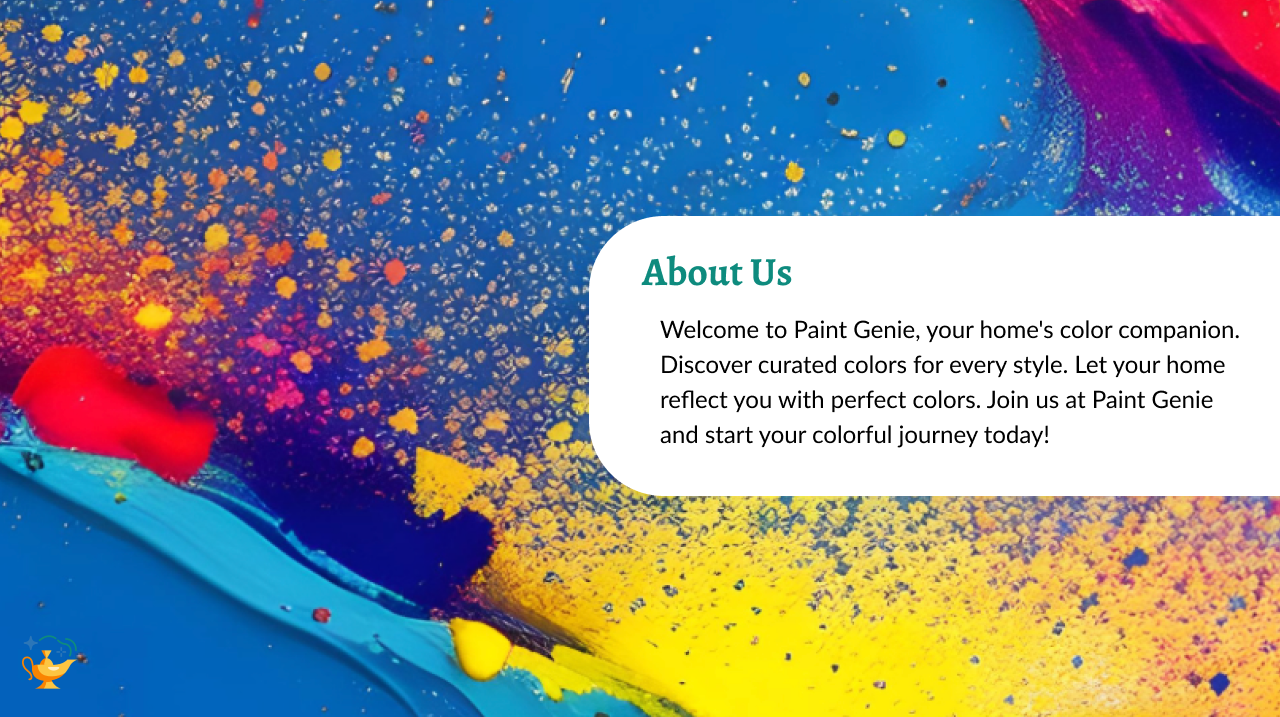 About Us
Welcome to Paint Genie, your home's color companion.
Discover curated colors for every style. Let your home
reflect you with perfect colors. Join us at Paint Genie
and start your colorful journey today!